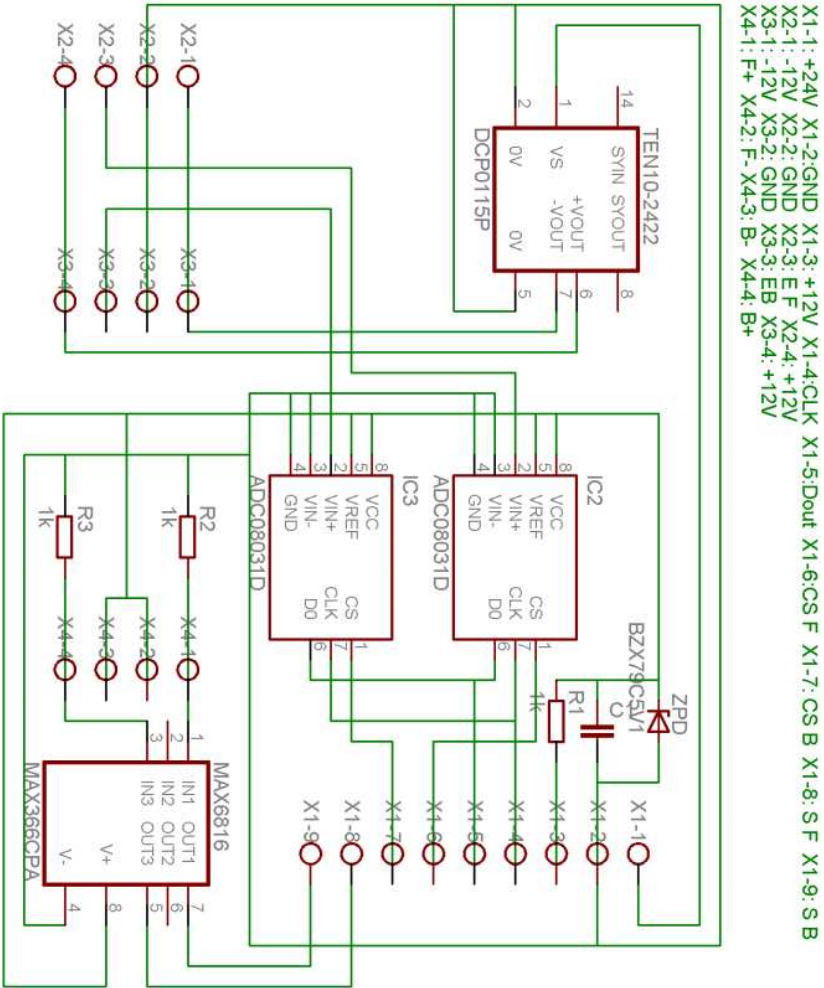 X1-1: +24V X1-2:GND X1-3: +12V X1-4:CLK X1-5:Dout X1-6:CS F X1-7: CS B X1-8: S F X1-9: S B
X2-1: -12V X2-2: GND X2-3: E F X2-4: +12V
X3-1: -12V X3-2: GND X3-3: EB X3-4: +12V
X4-1: F+ X4-2: F- X4-3: B- X4-4: B+
TEN10-2422
14 SYIN SYOUT 8
+VOUT 6
1 VS -VOUT 7
2 0V 0V 5
DCP0115P
ZPD
BZX79C5V1
C
R1
1k
X1-1
X1-2
X1-3
X1-4
X1-5
X1-6
X1-7
X1-8
X1-9
IC2
8 VCC
5 VREF CS 1
2 VIN+ CLK 7
3 VIN- D0 6
4 GND
ADC08031D
IC3
8 VCC
5 VREF CS 1
2 VIN+ CLK 7
3 VIN- D0 6
4 GND
ADC08031D
X2-1
X2-2
X2-3
X2-4
X3-1
X3-2
X3-3
X3-4
R2
1k
R3
1k
X4-1
X4-2
X4-3
X4-4
MAX6816
1 IN1 OUT1 7
2 IN2 OUT2 6
3 IN3 OUT3 5
V+ 8
V- 4
MAX366CPA